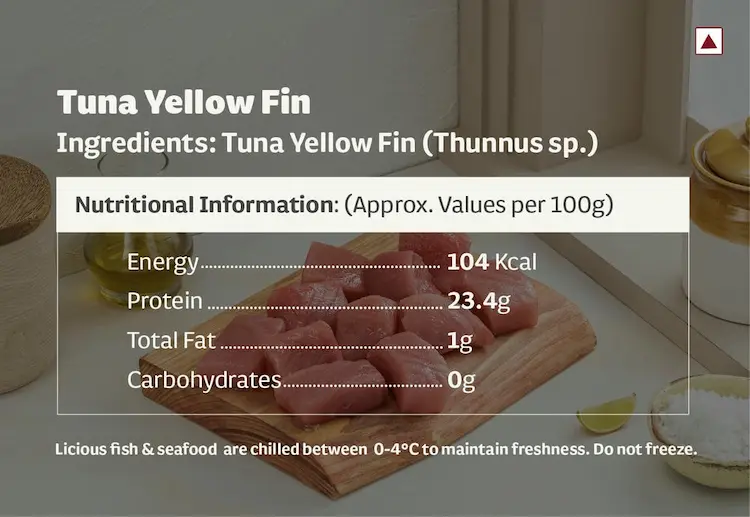 Tuna Yellow Fin
Ingredients: Tuna Yellow Fin (Thunnus sp.)
Nutritional Information: (Approx. Values per 100g)
Energy........................................ 104 Kcal
Protein ........................................ 23.4g
Total Fat ...................................... 1g
Carbohydrates............................ 0g
Licious fish & seafood are chilled between 0-4°C to maintain freshness. Do not freeze.